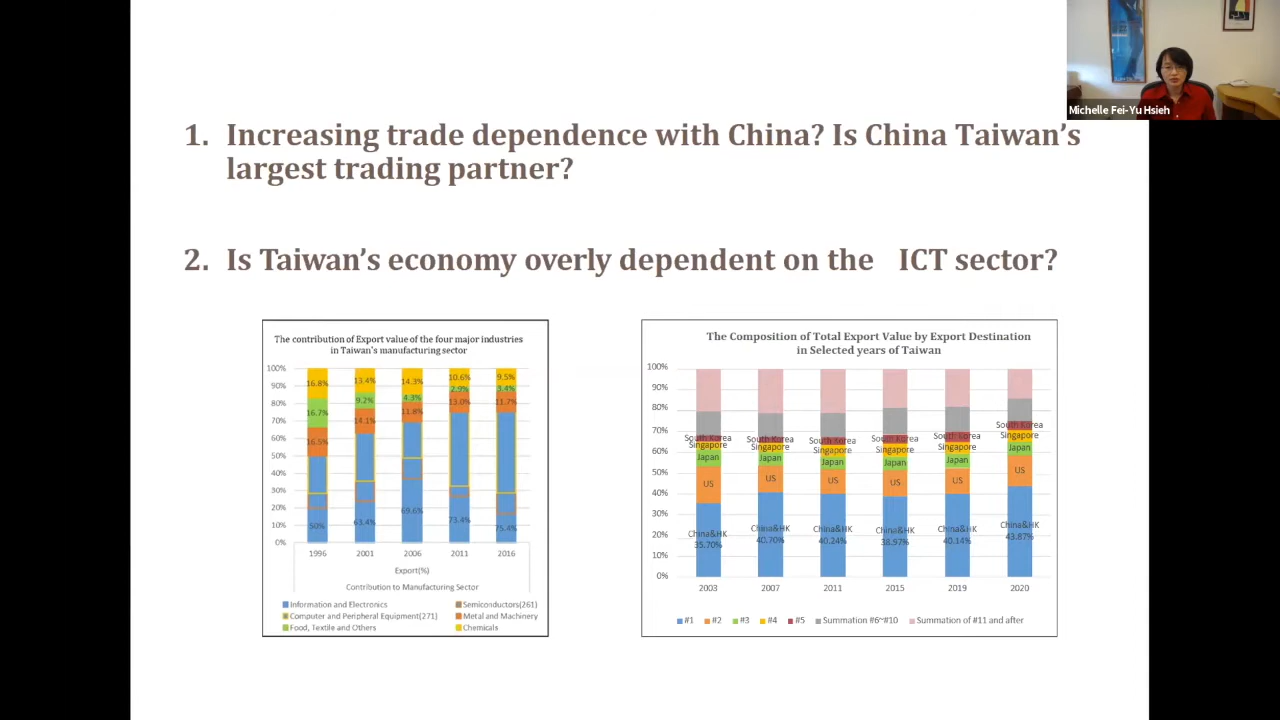 Michelle Fei-Yu Hsieh
1. Increasing trade dependence with China? Is China Taiwan's
largest trading partner?
2. Is Taiwan's economy overly dependent on the ICT sector?
The contribution of Export value of the four major industries
in Taiwan's manufacturing sector
100%
90%
80%
70%
60%
50%
40%
30%
20%
10%
0%
16.8% 13.4% 14.3% 10.6% 9.5%
16.7% 9.2% 4.3% 2.9% 3.4%
16.5% 14.1% 11.8% 13.0% 11.7%
50% 63.4% 69.6% 73.4% 75.4%
1996 2001 2006 2011 2016
Export(%)
Contribution to Manufacturing Sector
Information and Electronics Semiconductors(261)
Computer and Peripheral Equipment(271) Metal and Machinery
Food, Textile and Others Chemicals
The Composition of Total Export Value by Export Destination
in Selected years of Taiwan
100%
90%
80%
70%
60%
50%
40%
30%
20%
10%
0%
South Korea South Korea South Korea South Korea South Korea South Korea
Singapore Singapore Singapore Singapore Singapore Singapore
Japan Japan Japan Japan Japan Japan
US US US US US US
China&HK China&HK China&HK China&HK China&HK China&HK
35.70% 40.70% 40.24% 38.97% 40.14% 43.87%
2003 2007 2011 2015 2019 2020
#1 #2 #3 #4 #5 Summation #6~#10 Summation of #11 and after